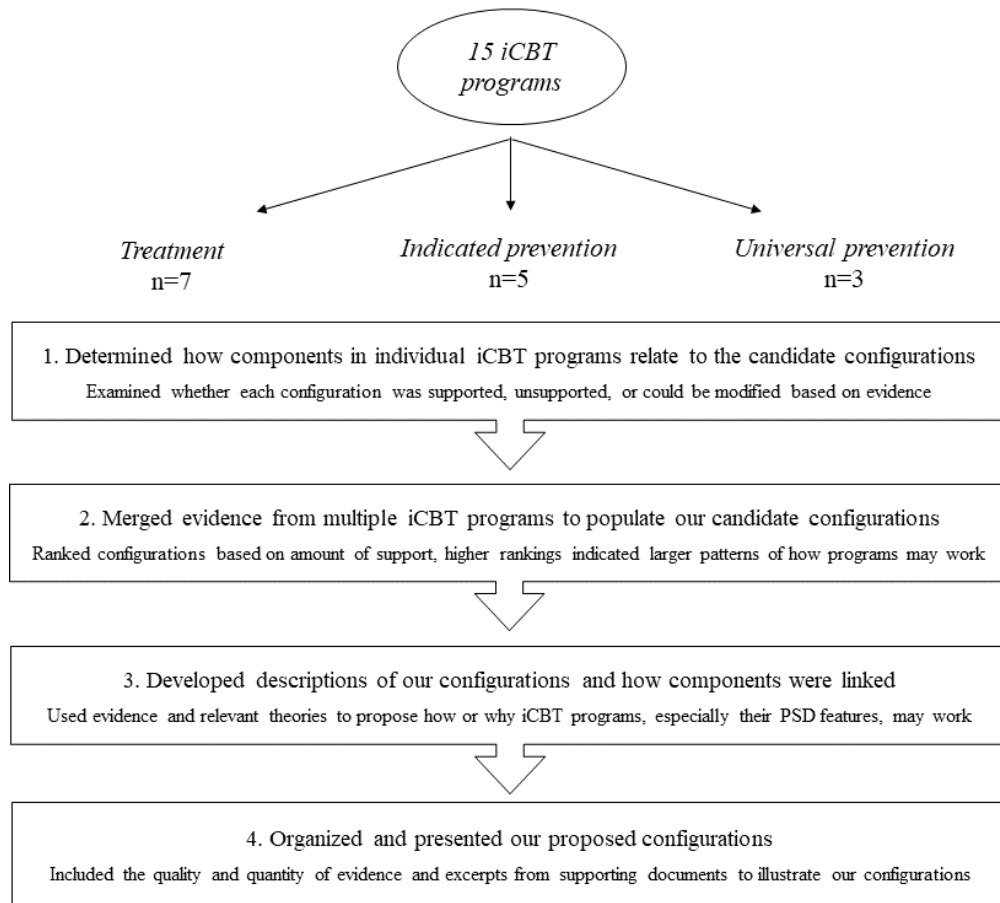 15 iCBT
programs
Treatment
n=7
Indicated prevention
n=5
Universal prevention
n=3
1. Determined how components in individual iCBT programs relate to the candidate configurations
Examined whether each configuration was supported, unsupported, or could be modified based on evidence
2. Merged evidence from multiple iCBT programs to populate our candidate configurations
Ranked configurations based on amount of support, higher rankings indicated larger patterns of how programs may work
3. Developed descriptions of our configurations and how components were linked
Used evidence and relevant theories to propose how or why iCBT programs, especially their PSD features, may work
4. Organized and presented our proposed configurations
Included the quality and quantity of evidence and excerpts from supporting documents to illustrate our configurations